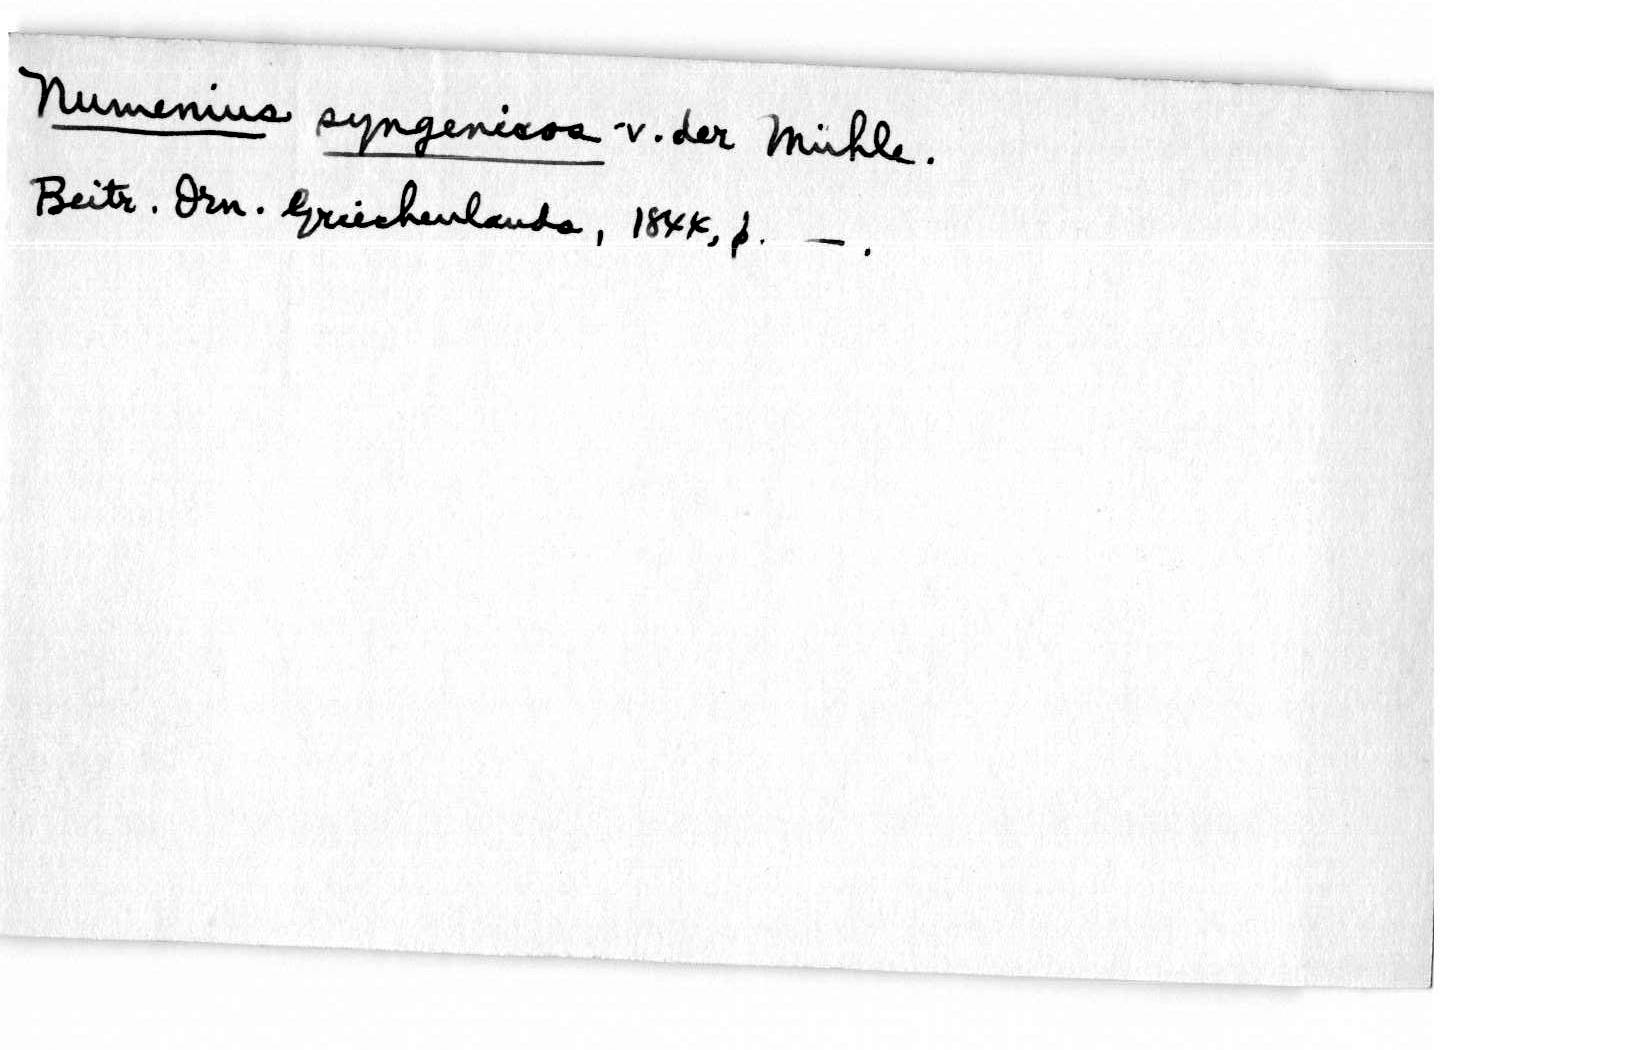 Numenius syngenicos v. der Mühle.
Beitr. Orn. Griechenlands, 1844, p. — .